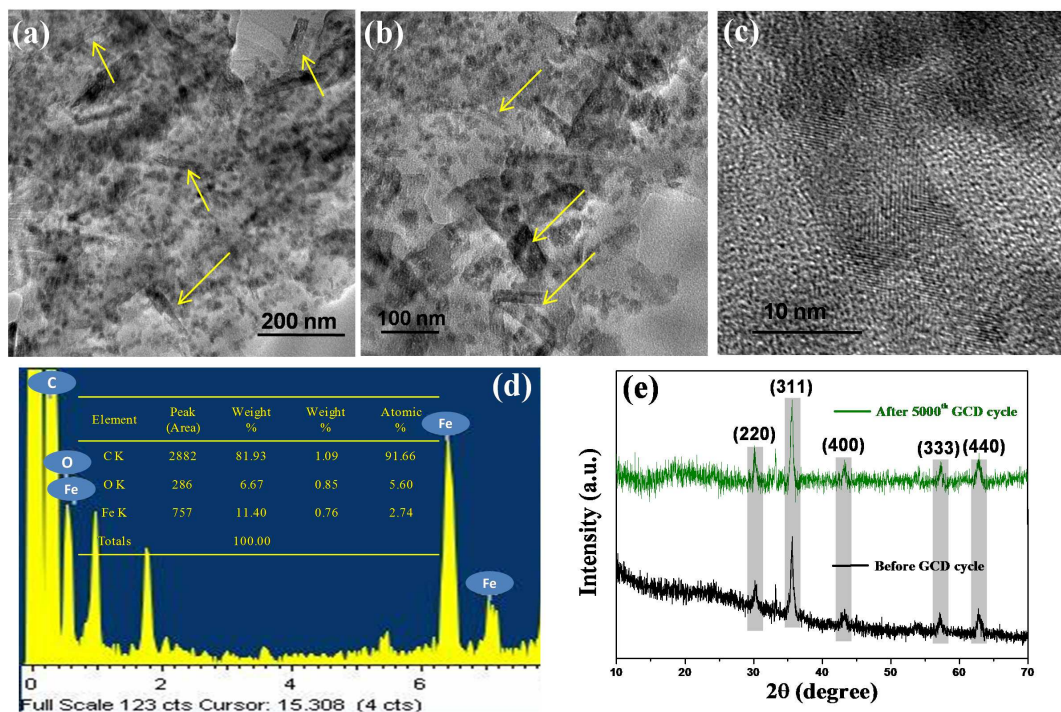 (a)
200 nm
(b)
100 nm
(c)
10 nm
(d)
C
O
Fe
Fe
Fe
Element Peak (Area) Weight % Weight % Atomic %
C K 2882 81.93 1.09 91.66
O K 286 6.67 0.85 5.60
Fe K 757 11.40 0.76 2.74
Totals 100.00
0 2 4 6
Full Scale 123 cts Cursor: 15.308 (4 cts)
(e)
After 5000th GCD cycle
(220) (311) (400) (333) (440)
Before GCD cycle
Intensity (a.u.)
10 20 30 40 50 60 70
2θ (degree)